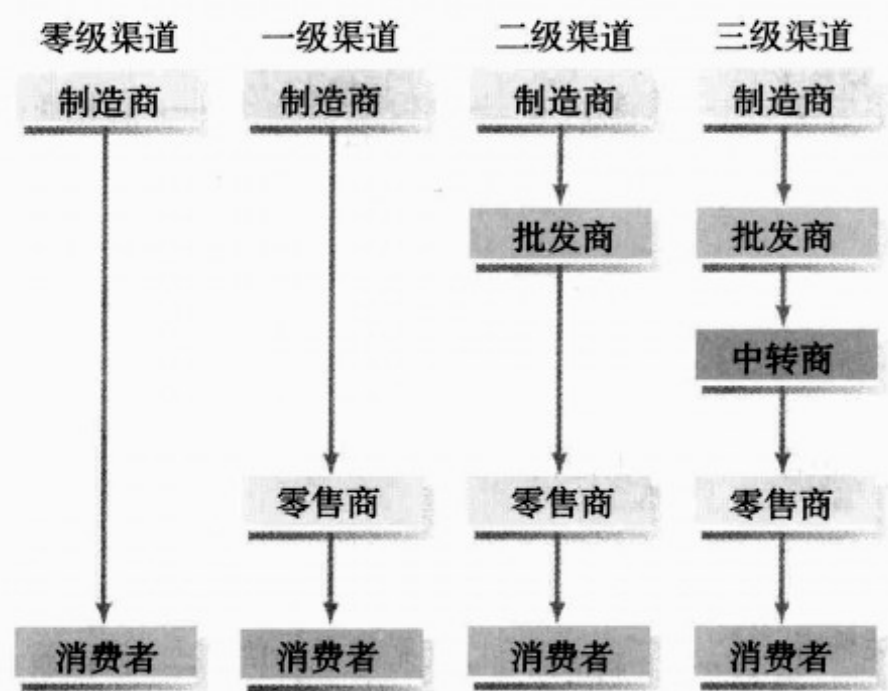 零级渠道 一级渠道 二级渠道 三级渠道
制造商 制造商 制造商 制造商
批发商 批发商
中转商
零售商 零售商 零售商
消费者 消费者 消费者 消费者